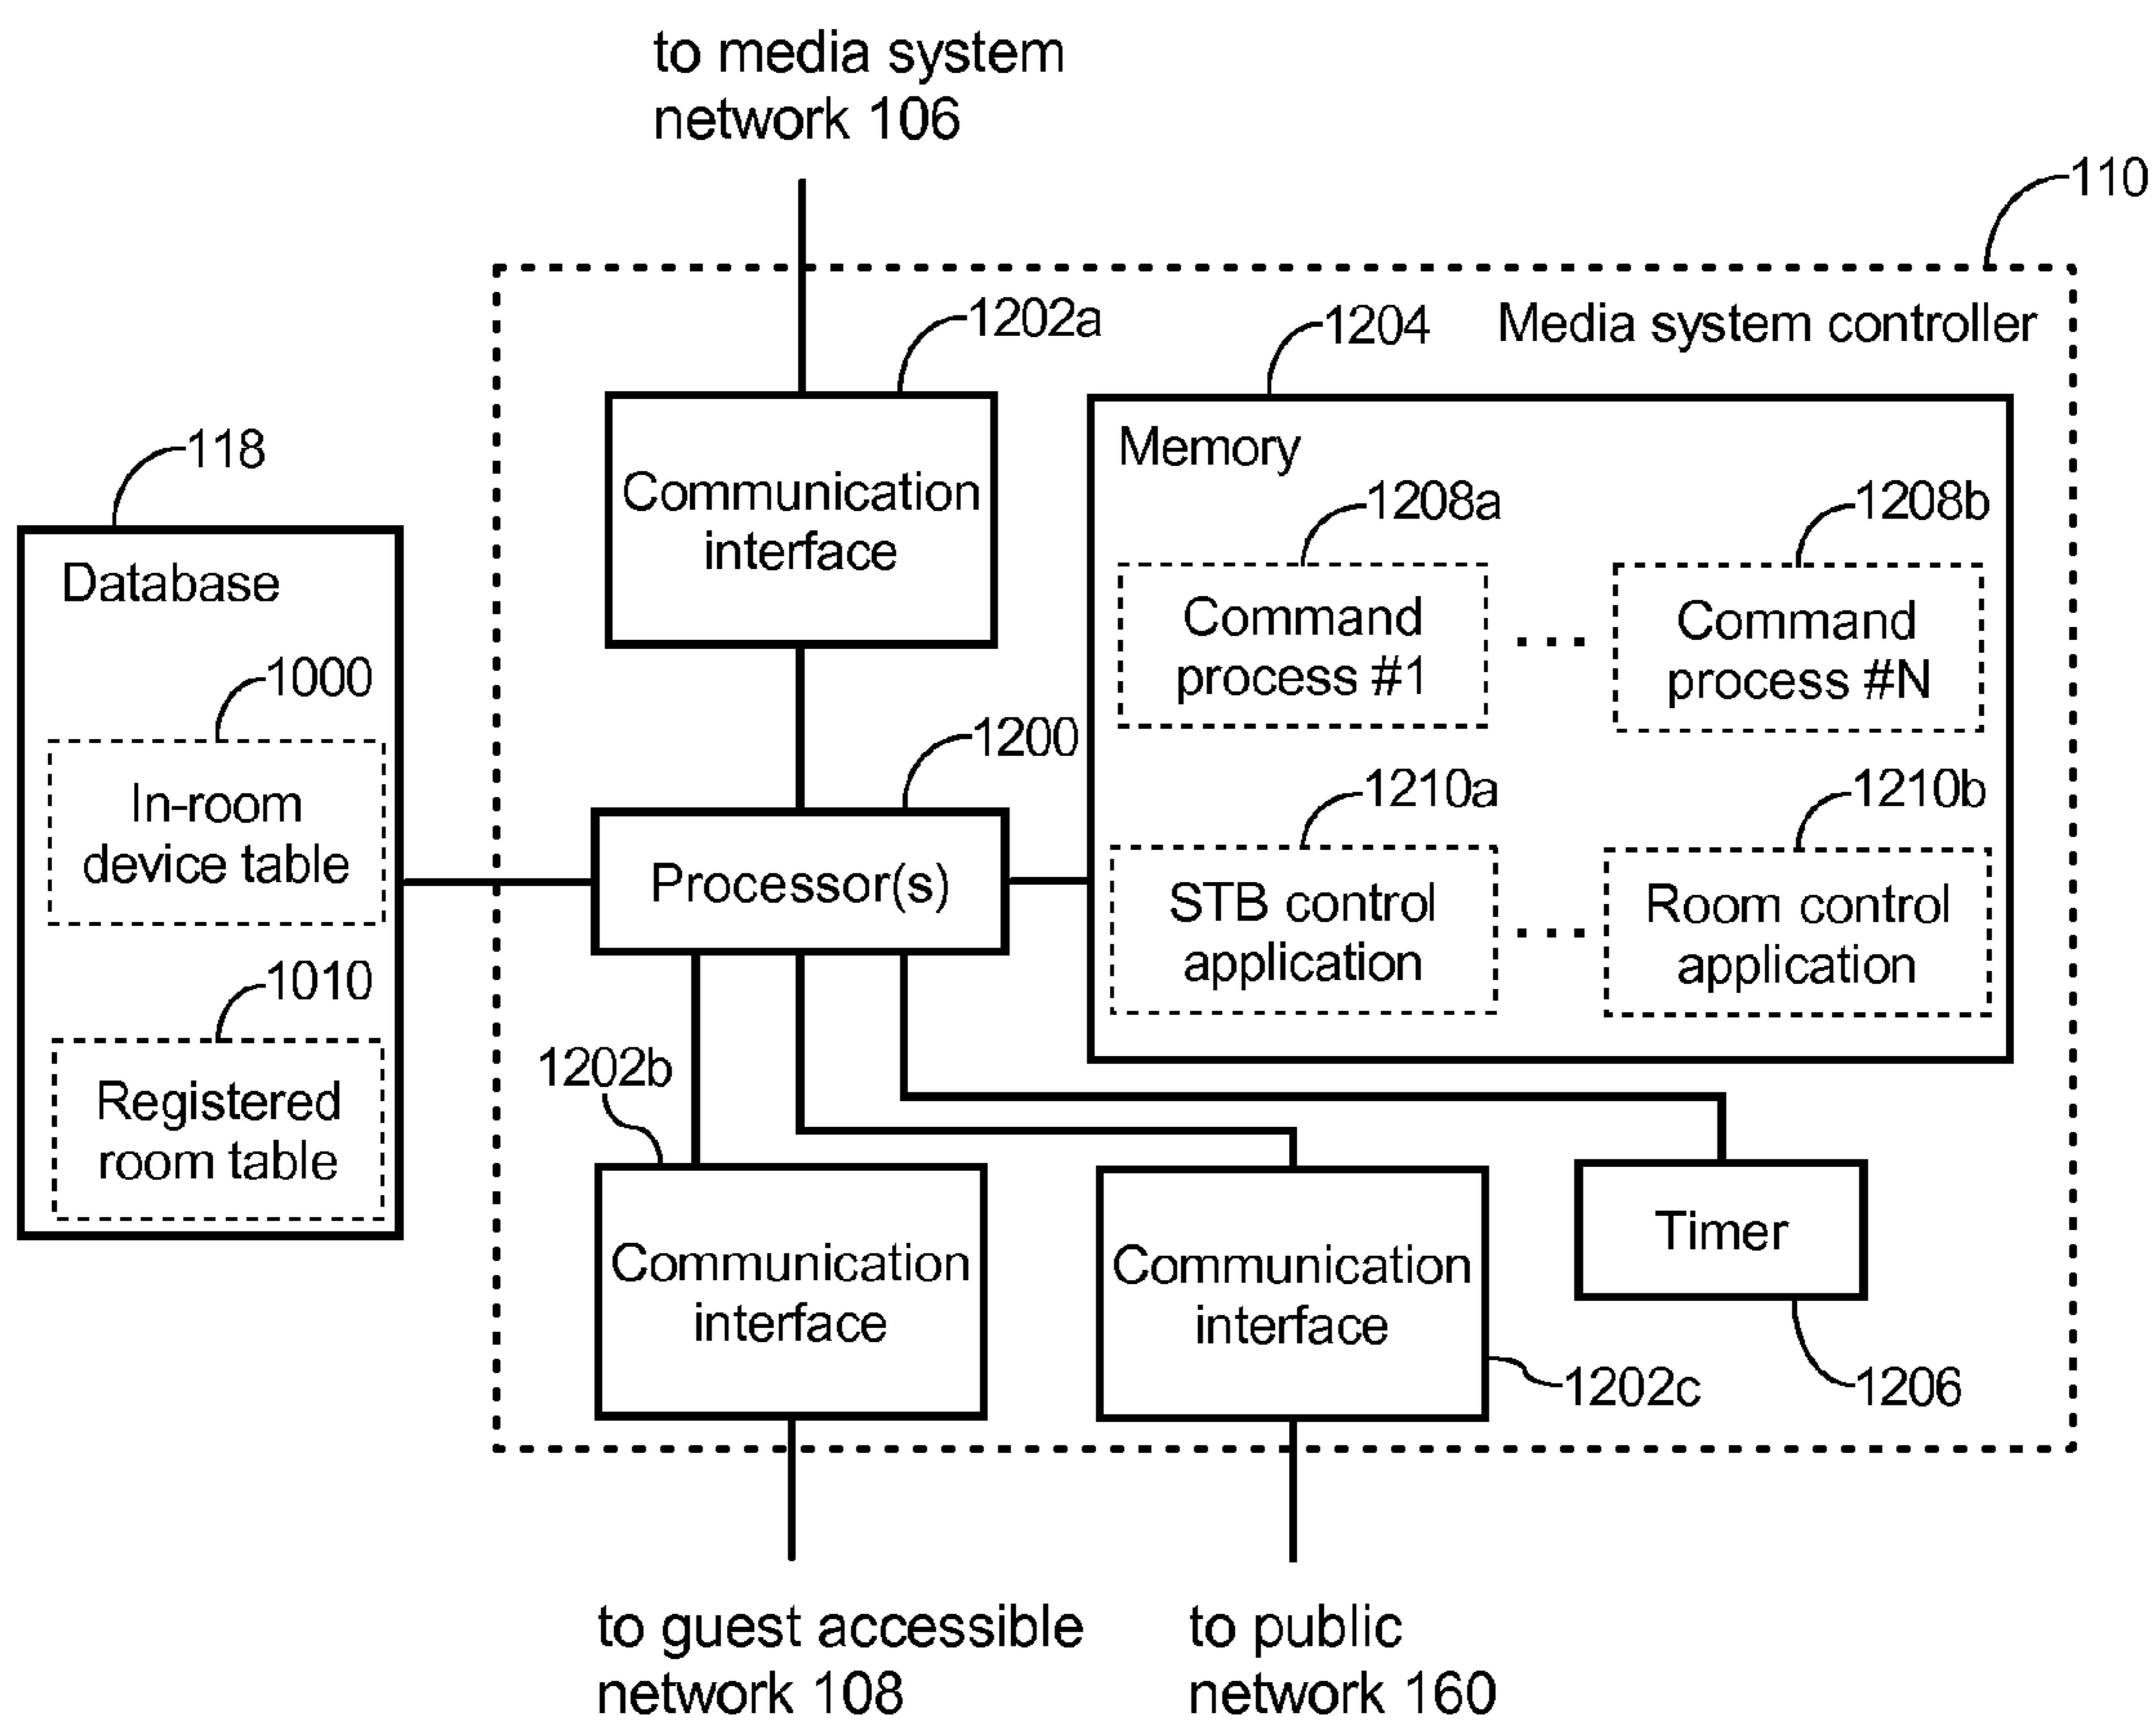 to media system
network 106
110
1202a
1204
Media system controller
118
Memory
Communication
interface
1208a
1208b
Database
Command
process #1
...
Command
process #N
1000
1200
In-room
device table
1210a
1210b
Processor(s)
STB control
application
...
Room control
application
1010
Registered
room table
1202b
Communication
interface
Communication
interface
Timer
1202c
1206
to guest accessible
network 108
to public
network 160